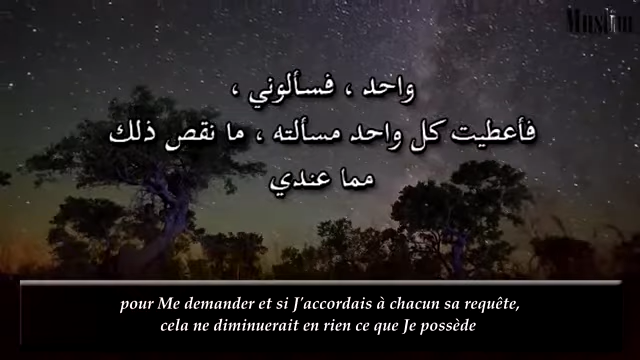 واحد ، فسألوني ،
فأعطيت كل واحد مسألته ، ما نقص ذلك
مما عندي
pour Me demander et si J'accordais à chacun sa requête,
cela ne diminuerait en rien ce que Je possède